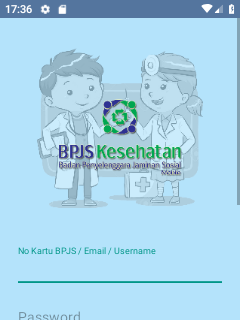 17:36
BPJS Kesehatan
Badan Penyelenggara Jaminan Sosial
Mobile
No Kartu BPJS / Email / Username
Password